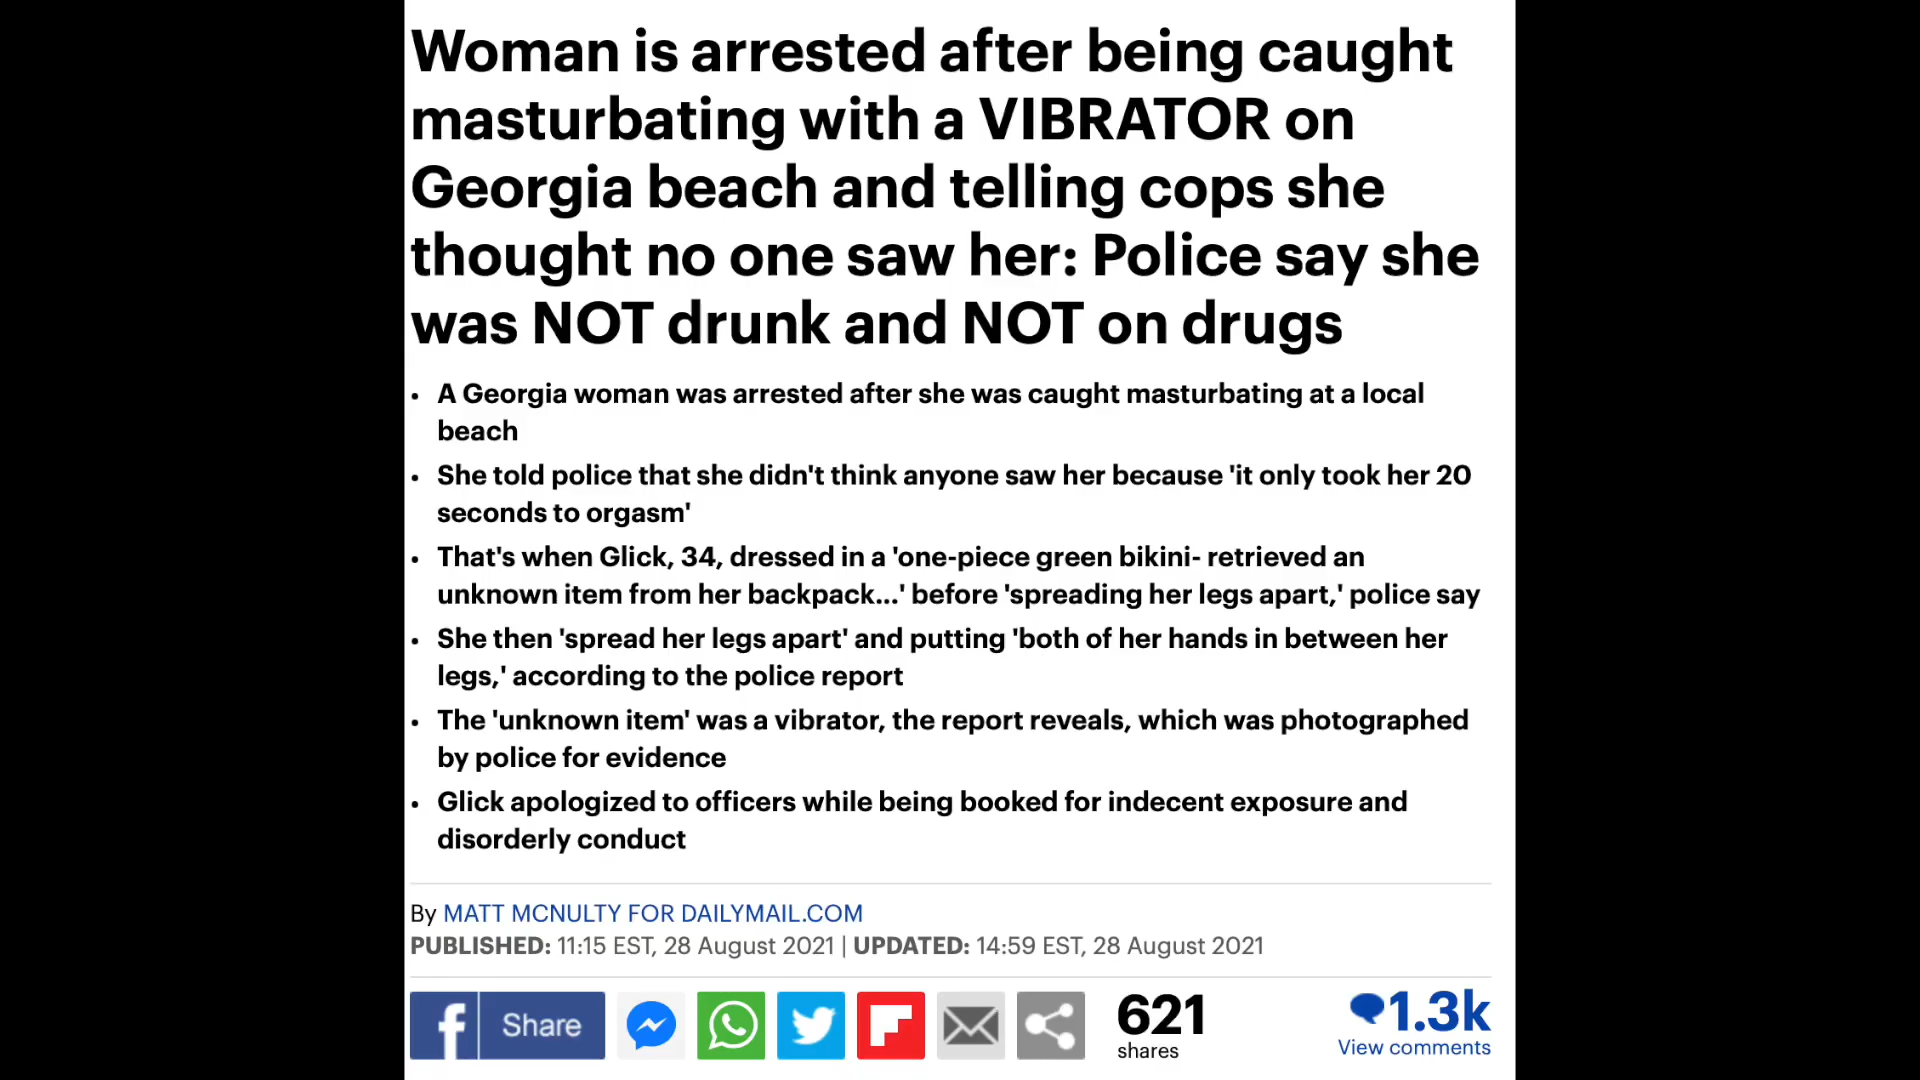 Woman is arrested after being caught
masturbating with a VIBRATOR on
Georgia beach and telling cops she
thought no one saw her: Police say she
was NOT drunk and NOT on drugs
• A Georgia woman was arrested after she was caught masturbating at a local
beach
• She told police that she didn't think anyone saw her because 'it only took her 20
seconds to orgasm'
• That's when Glick, 34, dressed in a 'one-piece green bikini- retrieved an
unknown item from her backpack...' before 'spreading her legs apart,' police say
• She then 'spread her legs apart' and putting 'both of her hands in between her
legs,' according to the police report
• The 'unknown item' was a vibrator, the report reveals, which was photographed
by police for evidence
• Glick apologized to officers while being booked for indecent exposure and
disorderly conduct
By MATT MCNULTY FOR DAILYMAIL.COM
PUBLISHED: 11:15 EST, 28 August 2021 | UPDATED: 14:59 EST, 28 August 2021
f Share
621
shares
1.3k
View comments